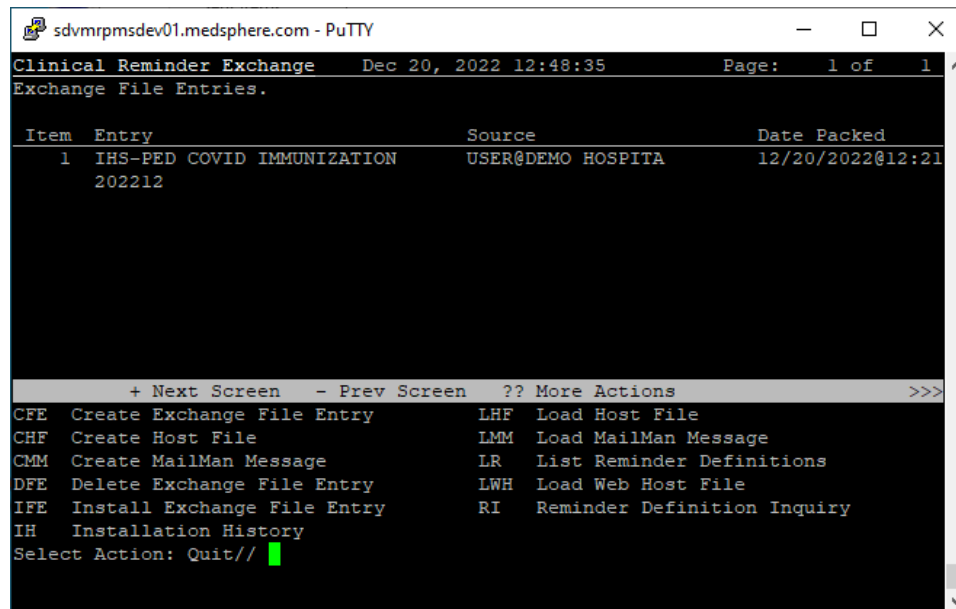 sdvmrpmsdev01.medsphere.com - PuTTY
Clinical Reminder Exchange Dec 20, 2022 12:48:35 Page: 1 of 1
Exchange File Entries.
Item Entry Source Date Packed
1 IHS-PED COVID IMMUNIZATION USER@DEMO HOSPITA 12/20/2022@12:21
202212
+ Next Screen - Prev Screen ?? More Actions >>>
CFE Create Exchange File Entry LHF Load Host File
CHF Create Host File LMM Load MailMan Message
CMM Create MailMan Message LR List Reminder Definitions
DFE Delete Exchange File Entry LWH Load Web Host File
IFE Install Exchange File Entry RI Reminder Definition Inquiry
IH Installation History
Select Action: Quit//